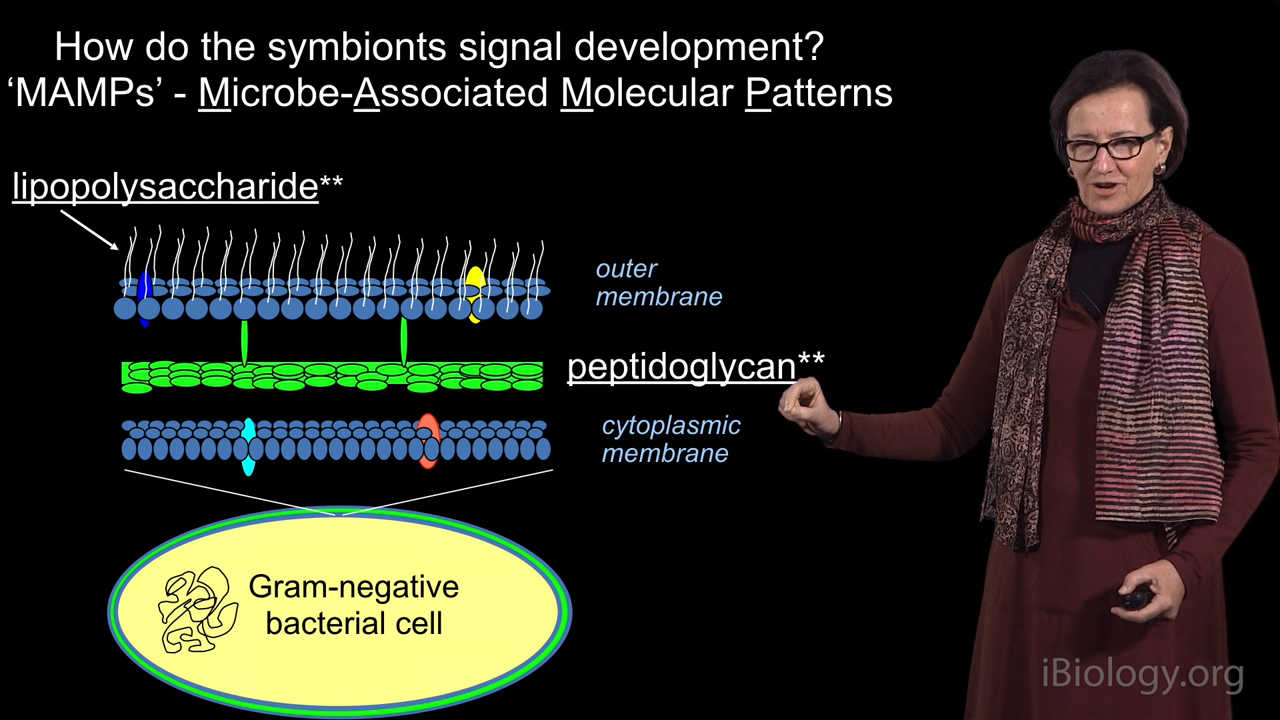 How do the symbionts signal development?
‘MAMPs’ - Microbe-Associated Molecular Patterns
lipopolysaccharide**
outer
membrane
peptidoglycan**
cytoplasmic
membrane
Gram-negative
bacterial cell
iBiology.org